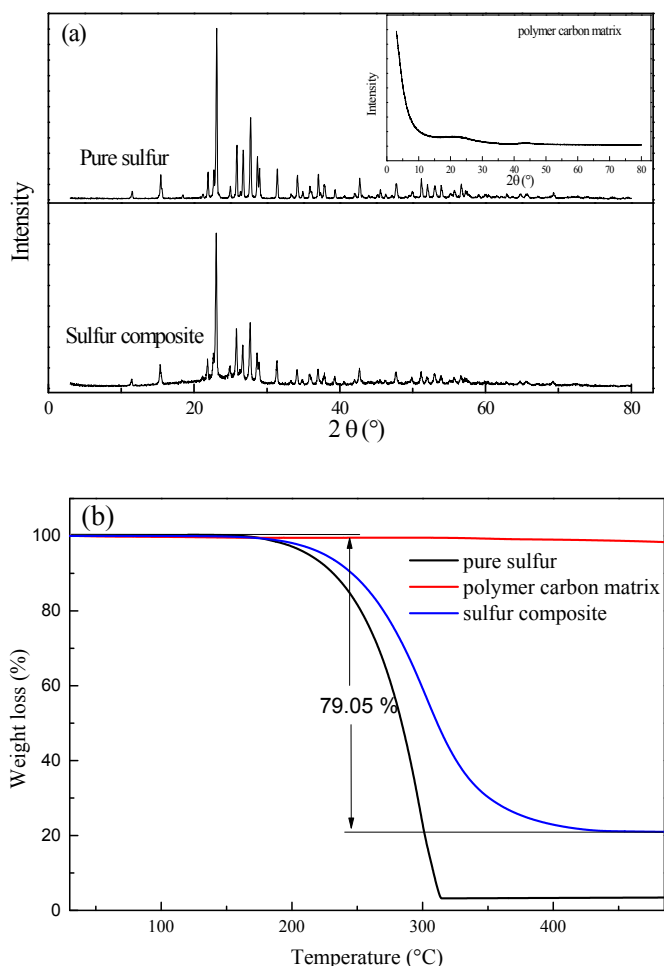 (a)
polymer carbon matrix
Intensity
0 10 20 30 40 50 60 70 80
2θ (°)
Pure sulfur
Intensity
Sulfur composite
0 20 40 60 80
2 θ (°)
(b)
100
80
60
40
20
0
Weight loss (%)
pure sulfur
polymer carbon matrix
sulfur composite
79.05 %
100 200 300 400
Temperature (°C)